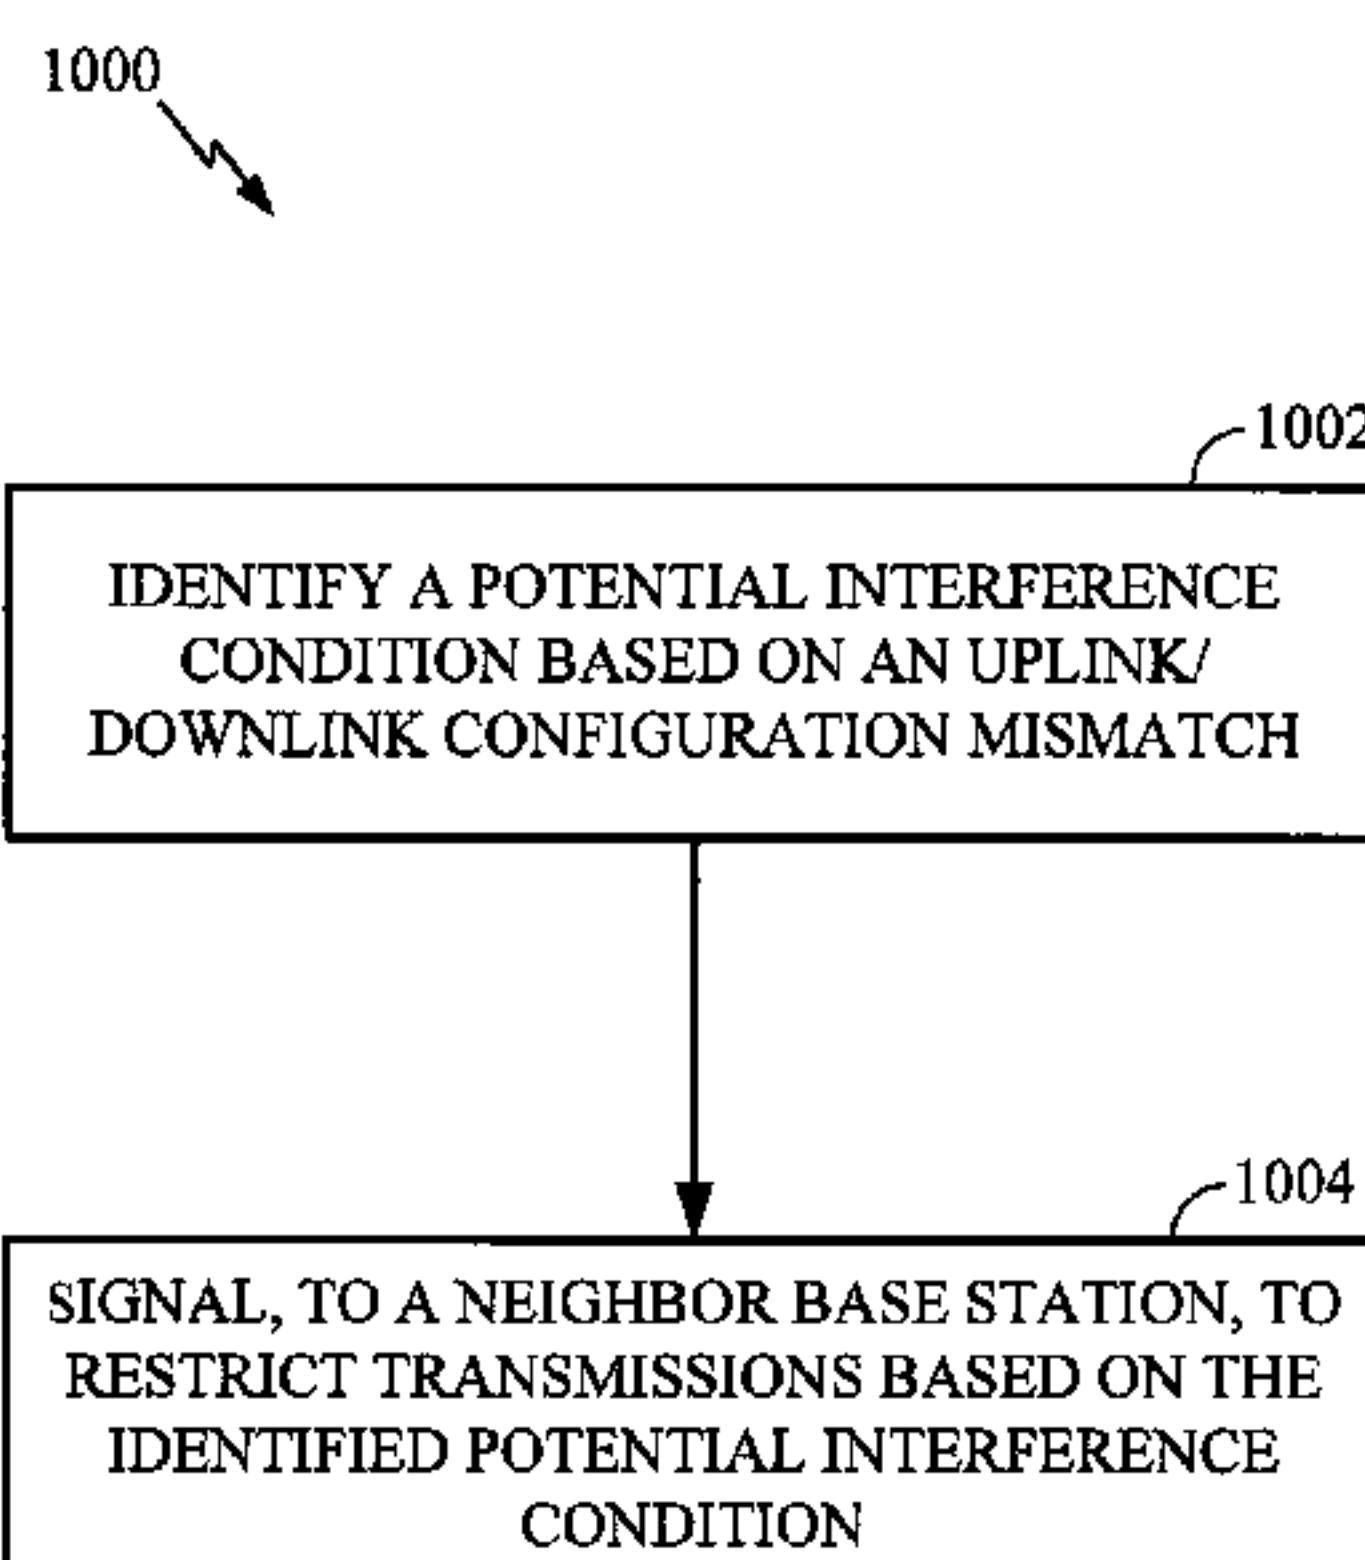 1000
1002
IDENTIFY A POTENTIAL INTERFERENCE
CONDITION BASED ON AN UPLINK/
DOWNLINK CONFIGURATION MISMATCH
1004
SIGNAL, TO A NEIGHBOR BASE STATION, TO
RESTRICT TRANSMISSIONS BASED ON THE
IDENTIFIED POTENTIAL INTERFERENCE
CONDITION